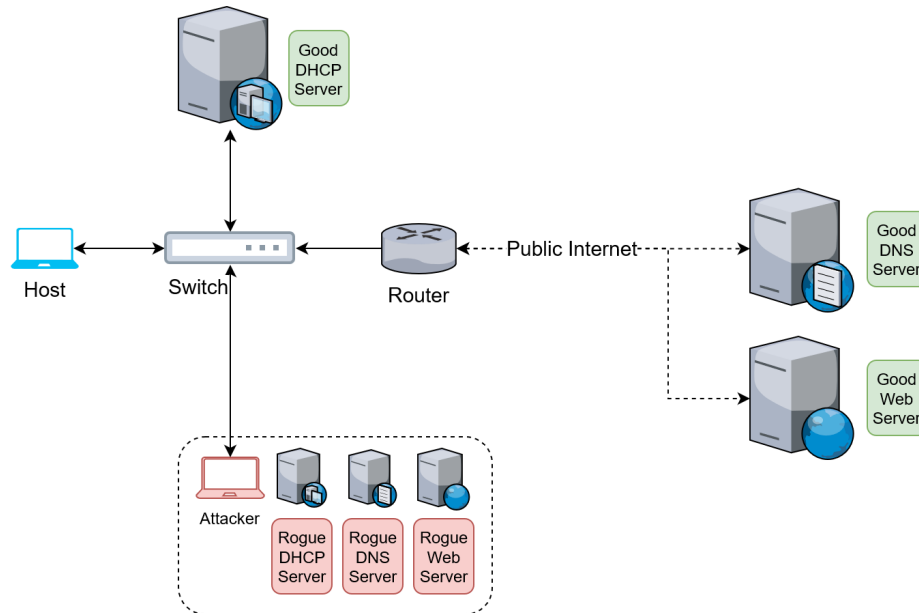 Good
DHCP
Server
Host
Switch
Router
Public Internet
Good
DNS
Server
Good
Web
Server
Attacker
Rogue
DHCP
Server
Rogue
DNS
Server
Rogue
Web
Server